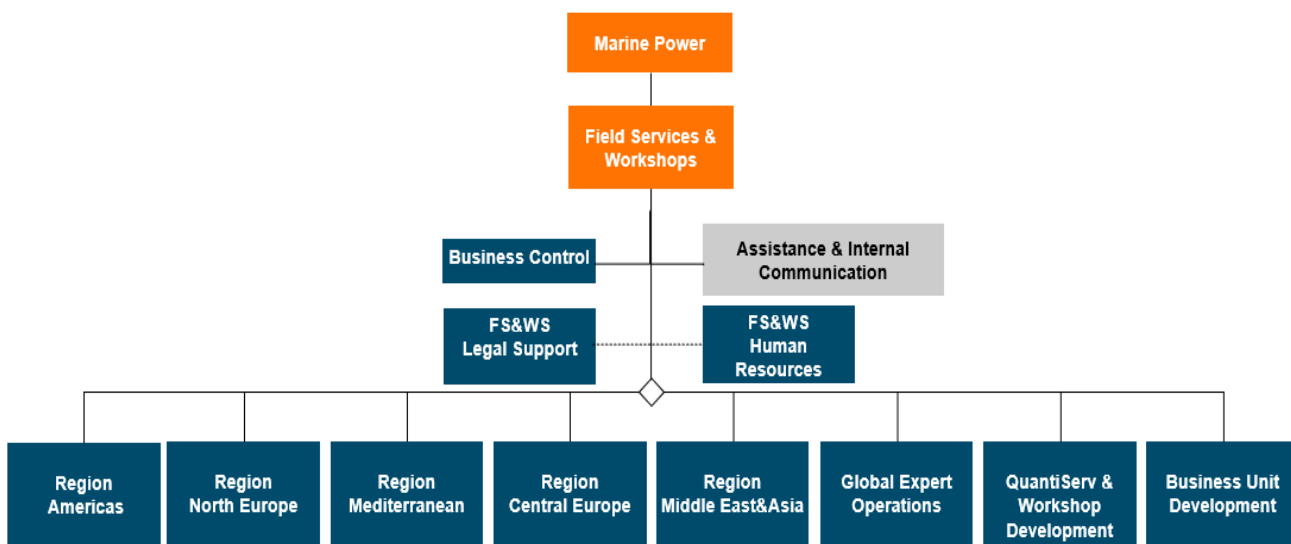 Marine Power
Field Services &
Workshops
Business Control
Assistance & Internal
Communication
FS&WS
Legal Support
FS&WS
Human
Resources
Region
Americas
Region
North Europe
Region
Mediterranean
Region
Central Europe
Region
Middle East&Asia
Global Expert
Operations
QuantiServ &
Workshop
Development
Business Unit
Development